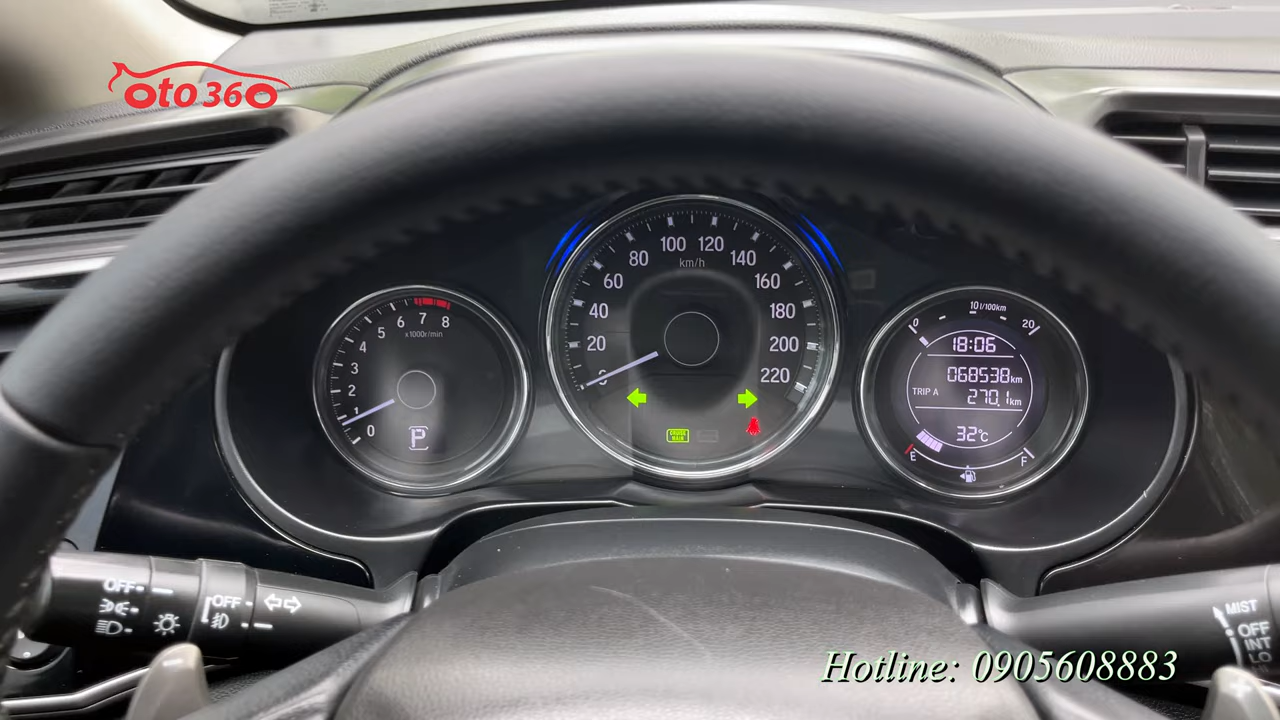 oto 360
0 20 40 60 80 100 120 140 160 180 200 220
km/h
0 1 2 3 4 5 6 7 8
x1000r/min
P
CRUISE
MAIN
0 10 l/100km 20
18:06
068538 km
TRIP A 270.1 km
32°C
E F
OFF
OFF
MIST
OFF
INT
LO
Hotline: 0905608883